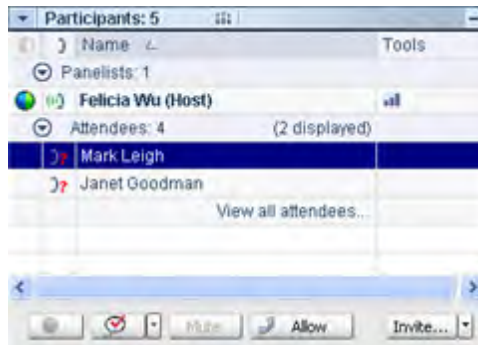 Participants: 5
Name
Tools
Panelists: 1
Felicia Wu (Host)
Attendees: 4 (2 displayed)
Mark Leigh
Janet Goodman
View all attendees...
Mute Allow Invite...